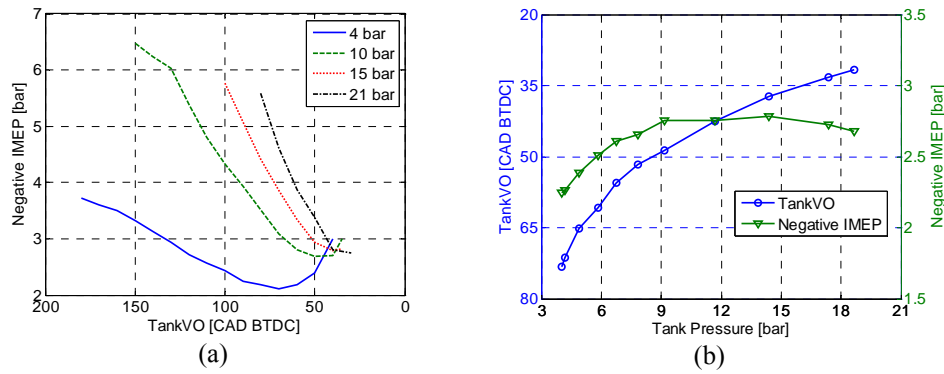 7
6
5
4
3
2
Negative IMEP [bar]
200
150
100
50
0
TankVO [CAD BTDC]
4 bar
10 bar
15 bar
21 bar
(a)
20
35
50
65
80
TankVO [CAD BTDC]
3
6
9
12
15
18
21
Tank Pressure [bar]
3.5
3
2.5
2
1.5
Negative IMEP [bar]
TankVO
Negative IMEP
(b)